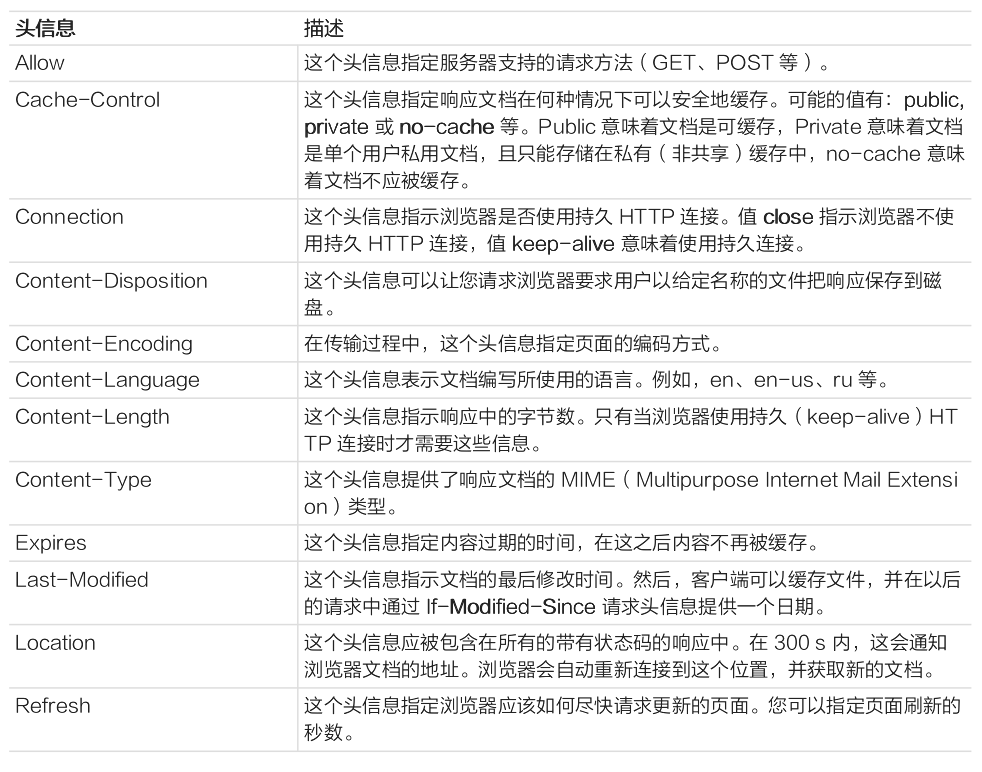 头信息 描述
Allow 这个头信息指定服务器支持的请求方法（GET、POST 等）。
Cache-Control 这个头信息指定响应文档在何种情况下可以安全地缓存。可能的值有：public,
private 或 no-cache 等。Public 意味着文档是可缓存，Private 意味着文档
是单个用户私用文档，且只能存储在私有（非共享）缓存中，no-cache 意味
着文档不应被缓存。
Connection 这个头信息指示浏览器是否使用持久 HTTP 连接。值 close 指示浏览器不使
用持久 HTTP 连接，值 keep-alive 意味着使用持久连接。
Content-Disposition 这个头信息可以让您请求浏览器要求用户以给定名称的文件把响应保存到磁
盘。
Content-Encoding 在传输过程中，这个头信息指定页面的编码方式。
Content-Language 这个头信息表示文档编写所使用的语言。例如，en、en-us、ru 等。
Content-Length 这个头信息指示响应中的字节数。只有当浏览器使用持久（keep-alive）HT
TP 连接时才需要这些信息。
Content-Type 这个头信息提供了响应文档的 MIME（Multipurpose Internet Mail Extensi
on）类型。
Expires 这个头信息指定内容过期的时间，在这之后内容不再被缓存。
Last-Modified 这个头信息指示文档的最后修改时间。然后，客户端可以缓存文件，并在以后
的请求中通过 If-Modified-Since 请求头信息提供一个日期。
Location 这个头信息应被包含在所有的带有状态码的响应中。在 300 s 内，这会通知
浏览器文档的地址。浏览器会自动重新连接到这个位置，并获取新的文档。
Refresh 这个头信息指定浏览器应该如何尽快请求更新的页面。您可以指定页面刷新的
秒数。